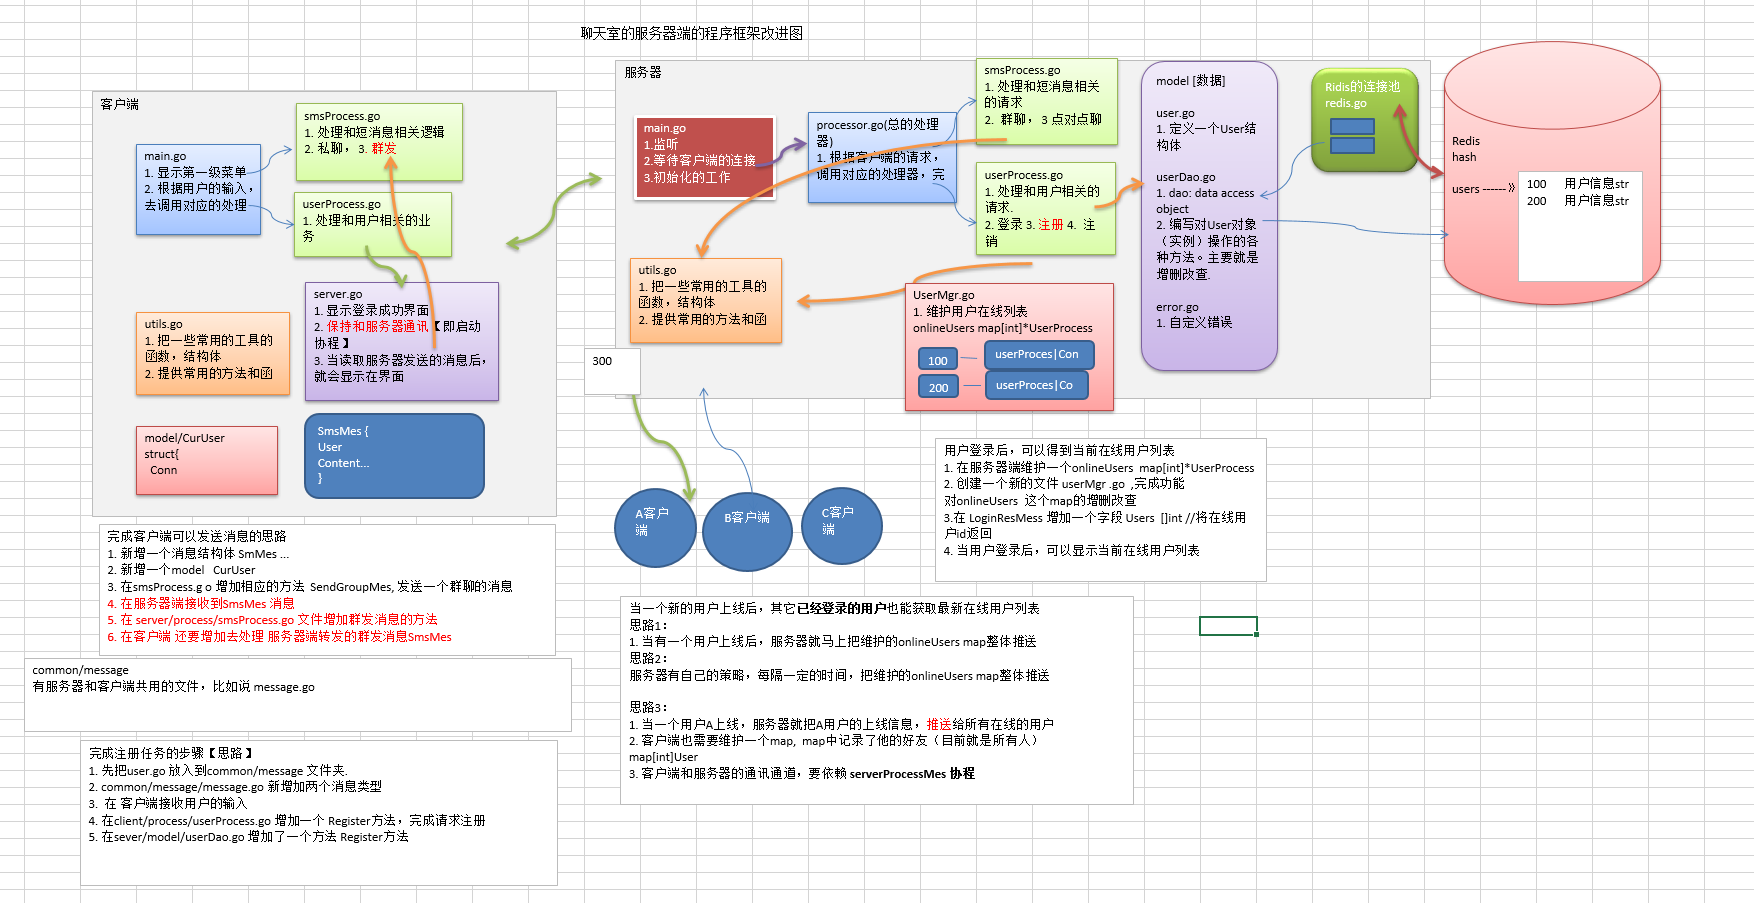 聊天室的服务器端的程序框架改进图
客户端
main.go
1. 显示第一级菜单
2. 根据用户的输入，
去调用对应的处理
smsProcess.go
1. 处理和短消息相关逻辑
2. 私聊， 3. 群发
userProcess.go
1. 处理和用户相关的业
务
server.go
1. 显示登录成功界面
2. 保持和服务器通讯【即启动
协程】
3. 当读取服务器发送的消息后，
就会显示在界面
utils.go
1. 把一些常用的工具的
函数，结构体
2. 提供常用的方法和函
model/CurUser
struct{
Conn
SmsMes {
User
Content...
}
服务器
main.go
1.监听
2.等待客户端的连接
3.初始化的工作
processor.go(总的处理
器)
1. 根据客户端的请求，
调用对应的处理器，完
smsProcess.go
1. 处理和短消息相关
的请求
2. 群聊， 3 点对点聊
userProcess.go
1. 处理和用户相关的
请求.
2. 登录 3. 注册 4. 注
销
utils.go
1. 把一些常用的工具的
函数，结构体
2. 提供常用的方法和函
UserMgr.go
1. 维护用户在线列表
onlineUsers map[int]*UserProcess
100
userProces|Con
200
userProces|Co
model [数据]
user.go
1. 定义一个User结
构体
userDao.go
1. dao: data access
object
2. 编写对User对象
（实例）操作的各
种方法。主要就是
增删改查.
error.go
1. 自定义错误
Ridis的连接池
redis.go
Redis
hash
users ------ 》
100 用户信息str
200 用户信息str
300
A客户
端
B客户端
C客户
端
用户登录后，可以得到当前在线用户列表
1. 在服务器端维护一个onlineUsers map[int]*UserProcess
2. 创建一个新的文件 userMgr .go ,完成功能
对onlineUsers 这个map的增删改查
3.在 LoginResMess 增加一个字段 Users []int //将在线用
户id返回
4. 当用户登录后，可以显示当前在线用户列表
完成客户端可以发送消息的思路
1. 新增一个消息结构体 SmMes ...
2. 新增一个model CurUser
3. 在smsProcess.g o 增加相应的方法 SendGroupMes, 发送一个群聊的消息
4. 在服务器端接收到SmsMes 消息
5. 在 server/process/smsProcess.go 文件增加群发消息的方法
6. 在客户端 还要增加去处理 服务器端转发的群发消息SmsMes
common/message
有服务器和客户端共用的文件，比如说 message.go
完成注册任务的步骤【思路】
1. 先把user.go 放入到common/message 文件夹.
2. common/message/message.go 新增加两个消息类型
3. 在 客户端接收用户的输入
4. 在client/process/userProcess.go 增加一个 Register方法，完成请求注册
5. 在sever/model/userDao.go 增加了一个方法 Register方法
当一个新的用户上线后，其它已经登录的用户也能获取最新在线用户列表
思路1：
1. 当有一个用户上线后，服务器就马上把维护的onlineUsers map整体推送
思路2：
服务器有自己的策略，每隔一定的时间，把维护的onlineUsers map整体推送
思路3：
1. 当一个用户A上线，服务器就把A用户的上线信息，推送给所有在线的用户
2. 客户端也需要维护一个map, map中记录了他的好友（目前就是所有人）
map[int]User
3. 客户端和服务器的通讯通道，要依赖 serverProcessMes 协程